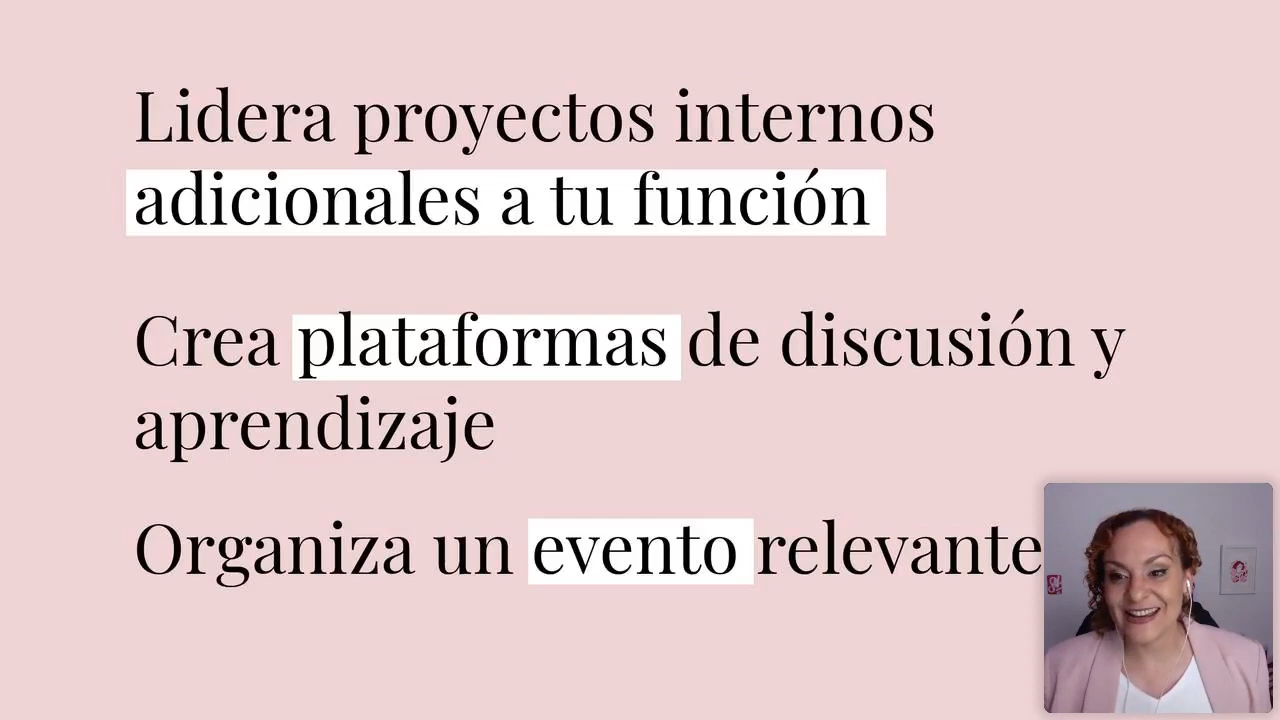 Lidera proyectos internos
adicionales a tu función
Crea plataformas de discusión y
aprendizaje
Organiza un evento relevante